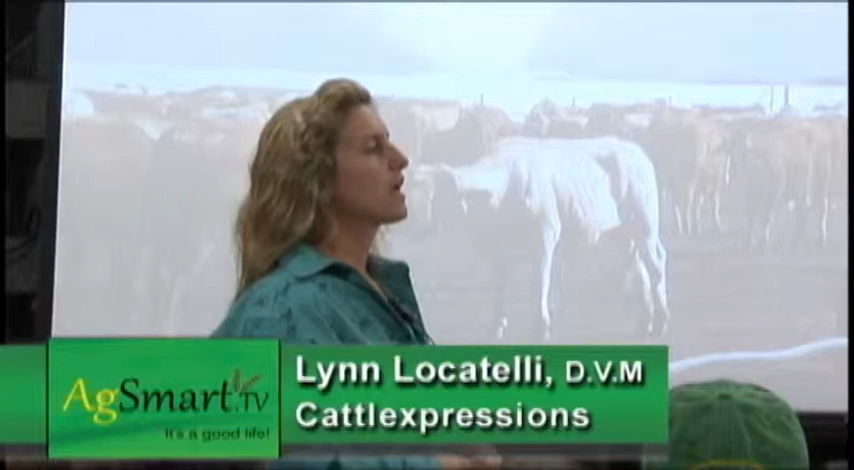 AgSmart.TV
It's a good life!
Lynn Locatelli, D.V.M
Cattlexpressions